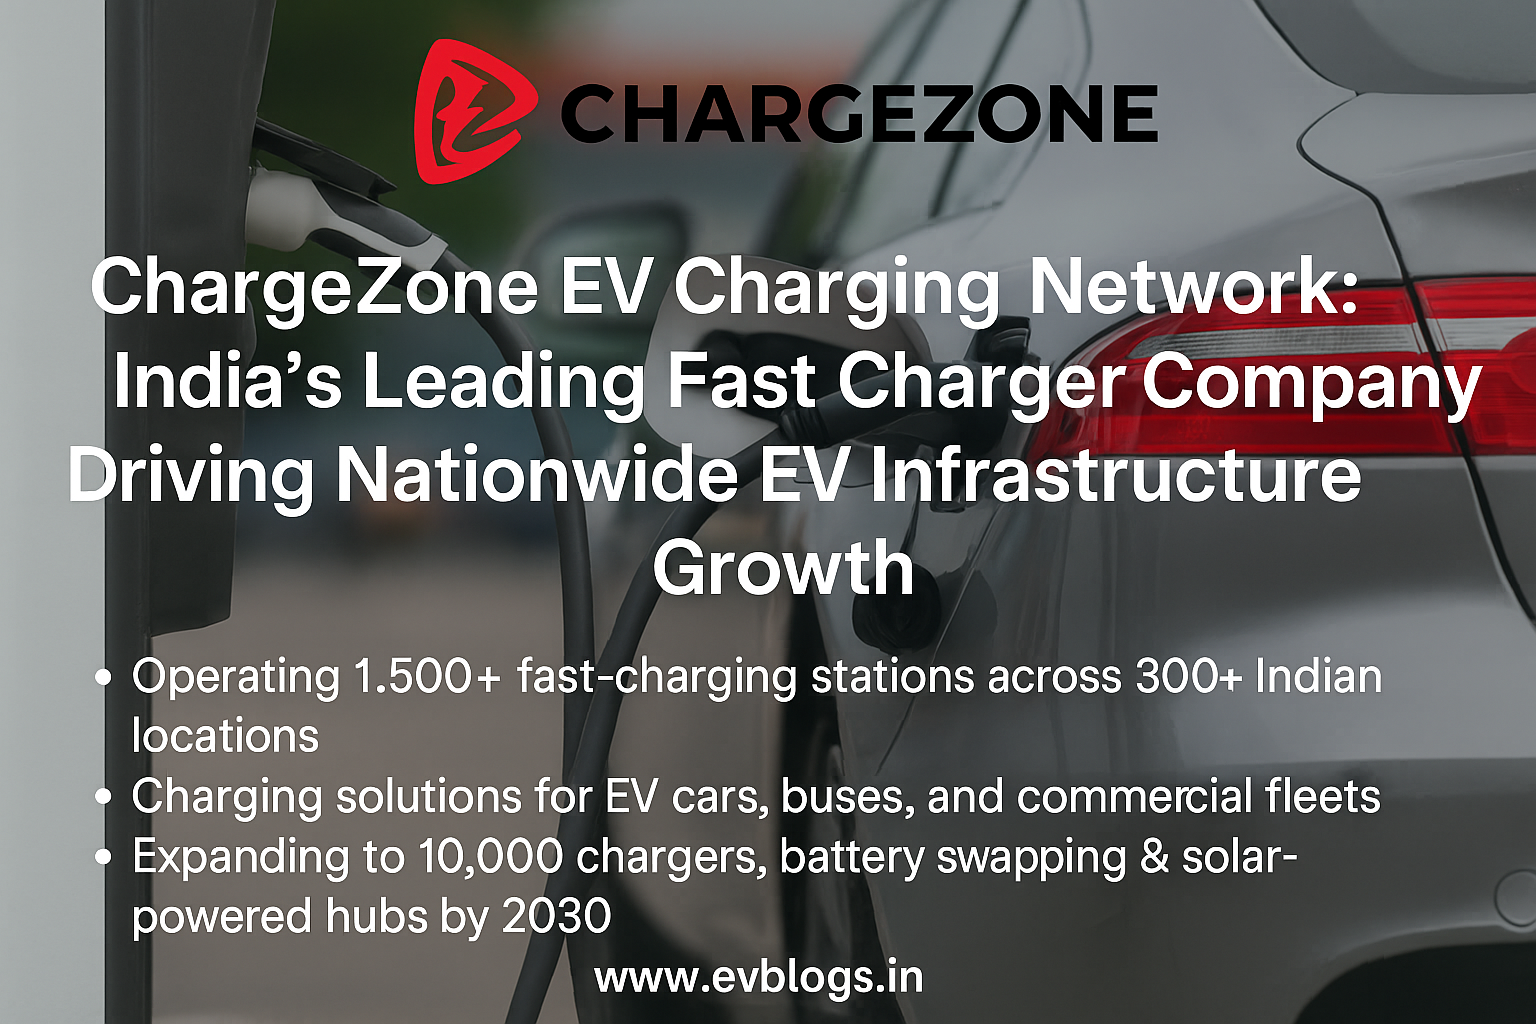 CHARGEZONE
ChargeZone EV Charging Network:
India’s Leading Fast Charger Company
Driving Nationwide EV Infrastructure
Growth
• Operating 1.500+ fast-charging stations across 300+ Indian
locations
• Charging solutions for EV cars, buses, and commercial fleets
• Expanding to 10,000 chargers, battery swapping & solar-
powered hubs by 2030
www.evblogs.in